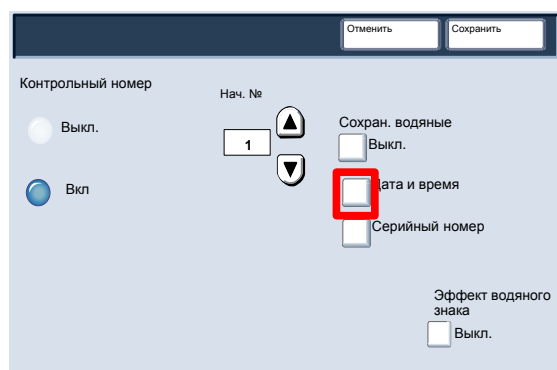 Отменить
Сохранить
Контрольный номер
Нач. №
Выкл.
1
Вкл
Сохран. водяные
Выкл.
ата и время
Серийный номер
Эффект водяного
знака
Выкл.